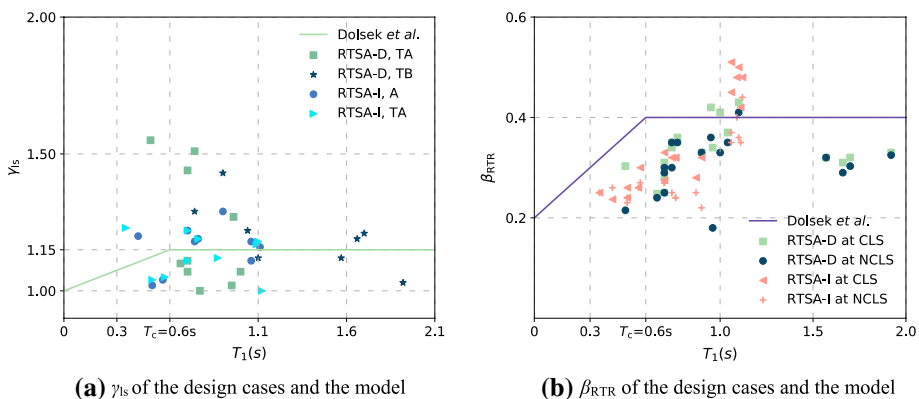 2.00
1.50
1.15
1.00
γls
0
0.3
Tc=0.6s
1.1
1.6
2.1
T1(s)
Dolsek et al.
RTSA-D, TA
RTSA-D, TB
RTSA-I, A
RTSA-I, TA
(a) γls of the design cases and the model
0.6
0.4
0.2
βRTR
0
0.3
Tc=0.6s
1.0
1.5
2.0
T1(s)
Dolsek et al.
RTSA-D at CLS
RTSA-D at NCLS
RTSA-I at CLS
RTSA-I at NCLS
(b) βRTR of the design cases and the model